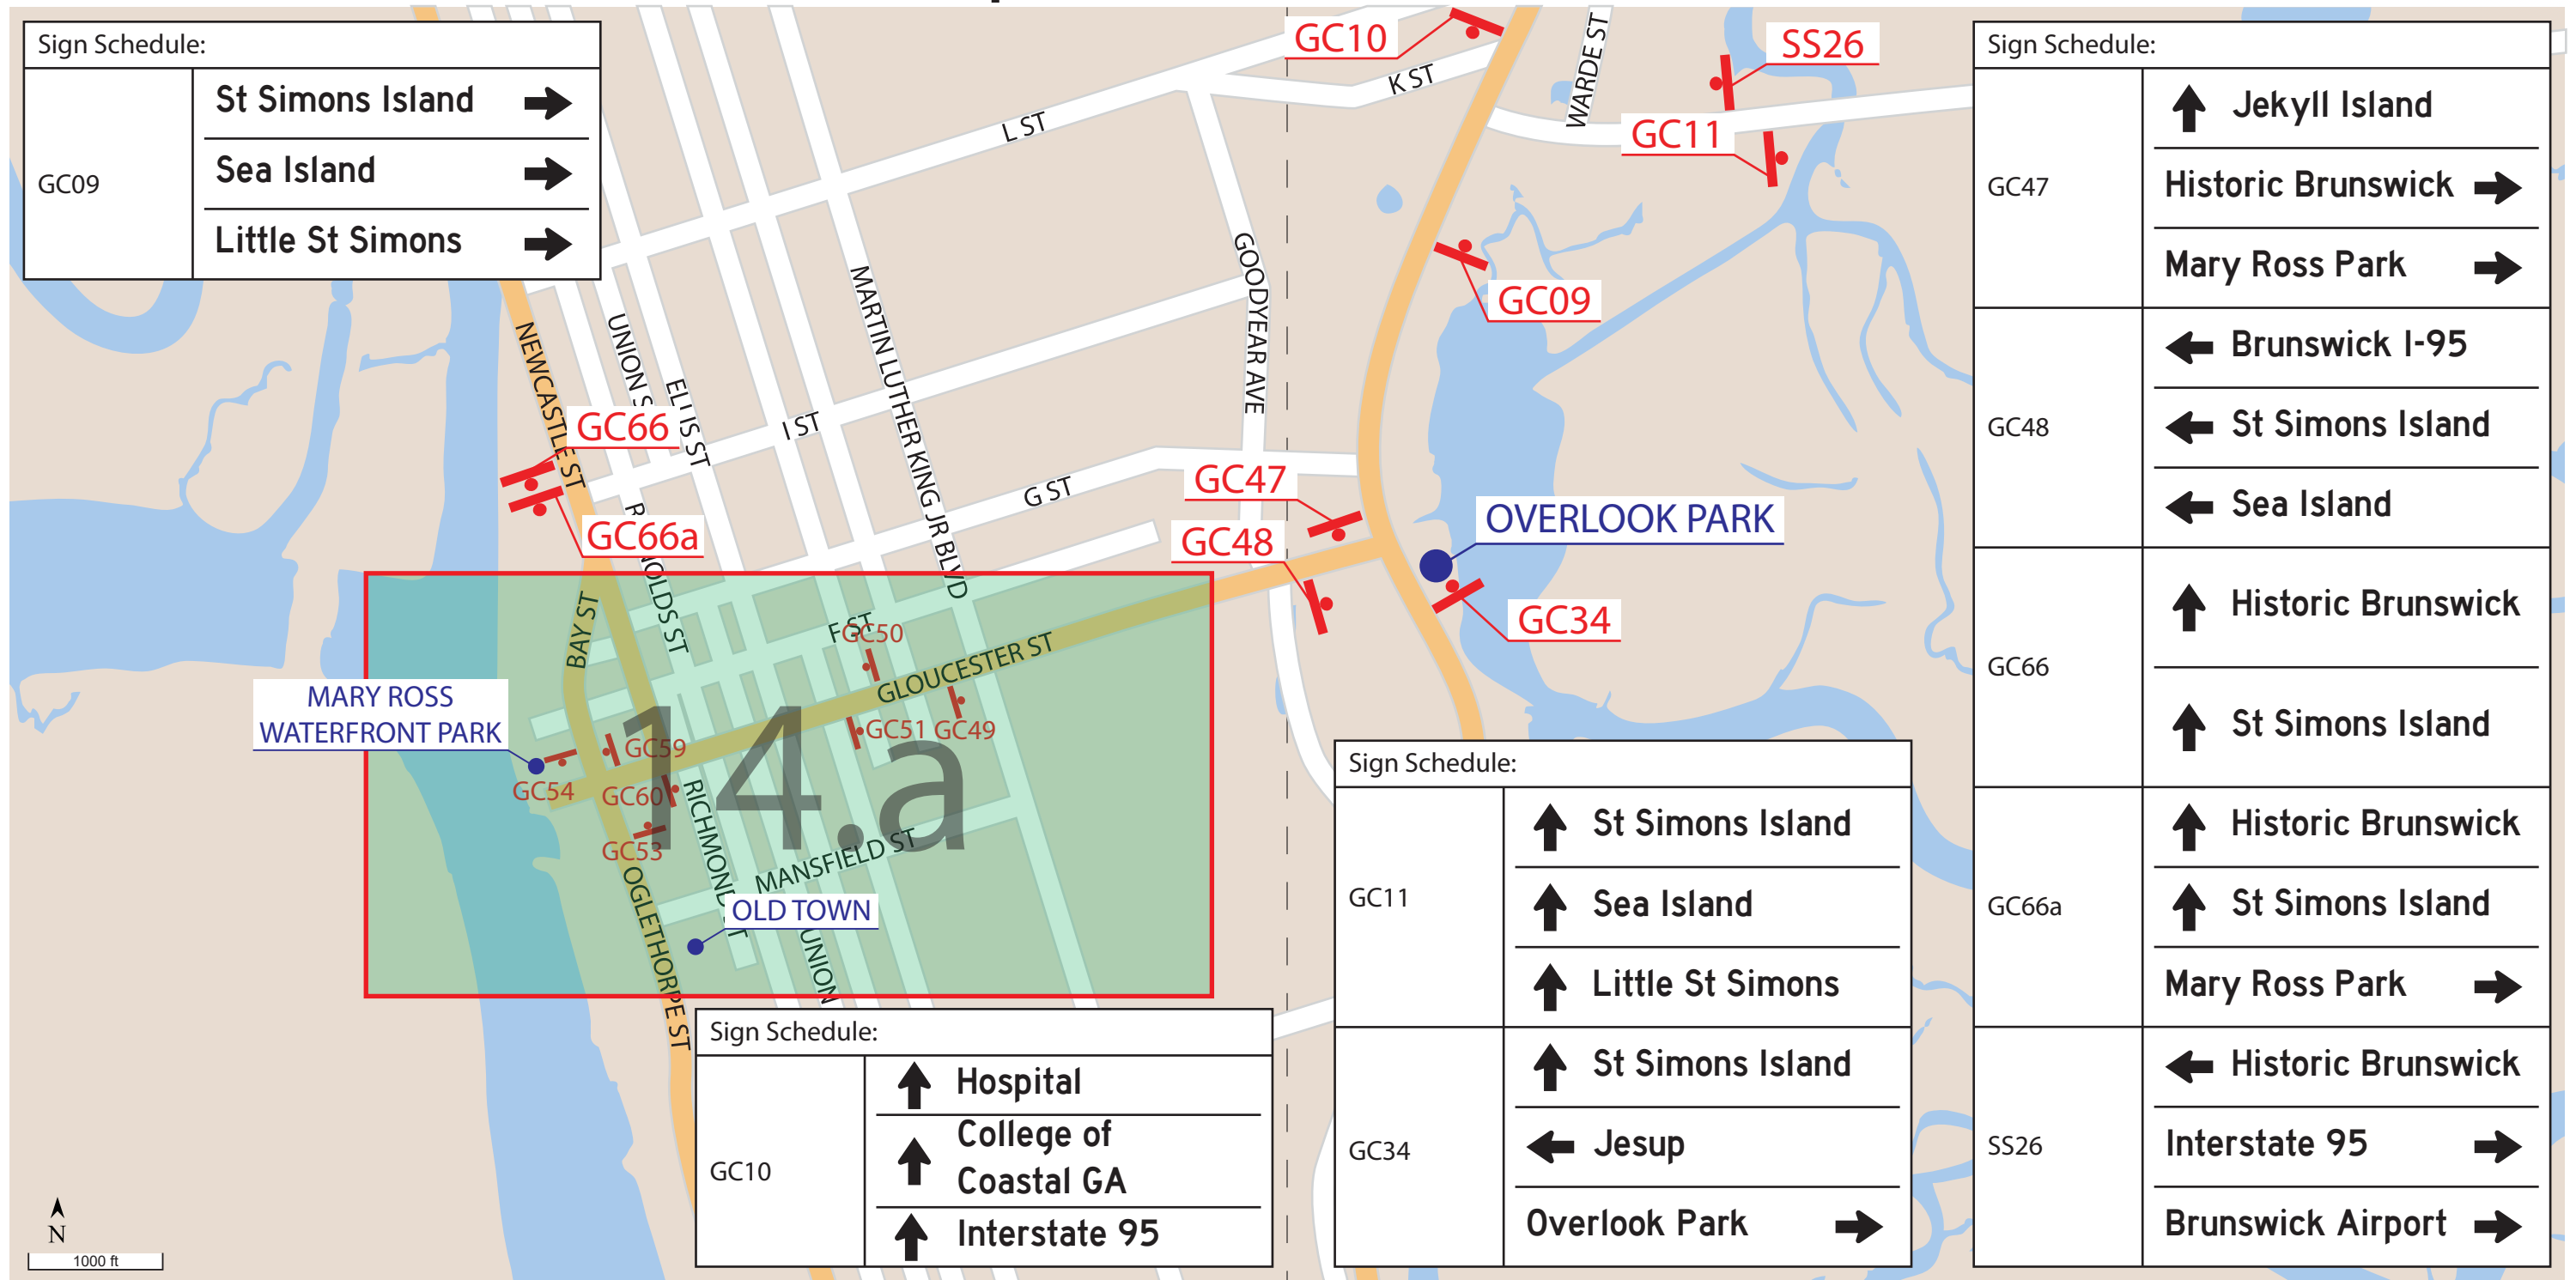 Sign Schedule:
GC09
St Simons Island
Sea Island
Little St Simons
GC10
SS26
WARDE ST
K ST
L ST
GC11
GC09
GOODYEAR AVE
MARTIN LUTHER KING JR BLVD
NEWCASTLE ST
UNION S
ELLIS ST
GC66
I ST
GC66a
G ST
GC47
GC48
OVERLOOK PARK
GC34
BAY ST
OLDS ST
F ST
GC50
GLOUCESTER ST
MARY ROSS
WATERFRONT PARK
GC51
GC49
GC59
GC54
GC60
GC53
14.a
RICHMOND
MANSFIELD ST
OLD TOWN
OGLETHORPE ST
UNION
Sign Schedule:
GC10
Hospital
College of
Coastal GA
Interstate 95
Sign Schedule:
GC11
St Simons Island
Sea Island
Little St Simons
GC34
St Simons Island
Jesup
Overlook Park
Sign Schedule:
GC47
Jekyll Island
Historic Brunswick
Mary Ross Park
GC48
Brunswick I-95
St Simons Island
Sea Island
GC66
Historic Brunswick
St Simons Island
GC66a
Historic Brunswick
St Simons Island
Mary Ross Park
SS26
Historic Brunswick
Interstate 95
Brunswick Airport
N
1000 ft